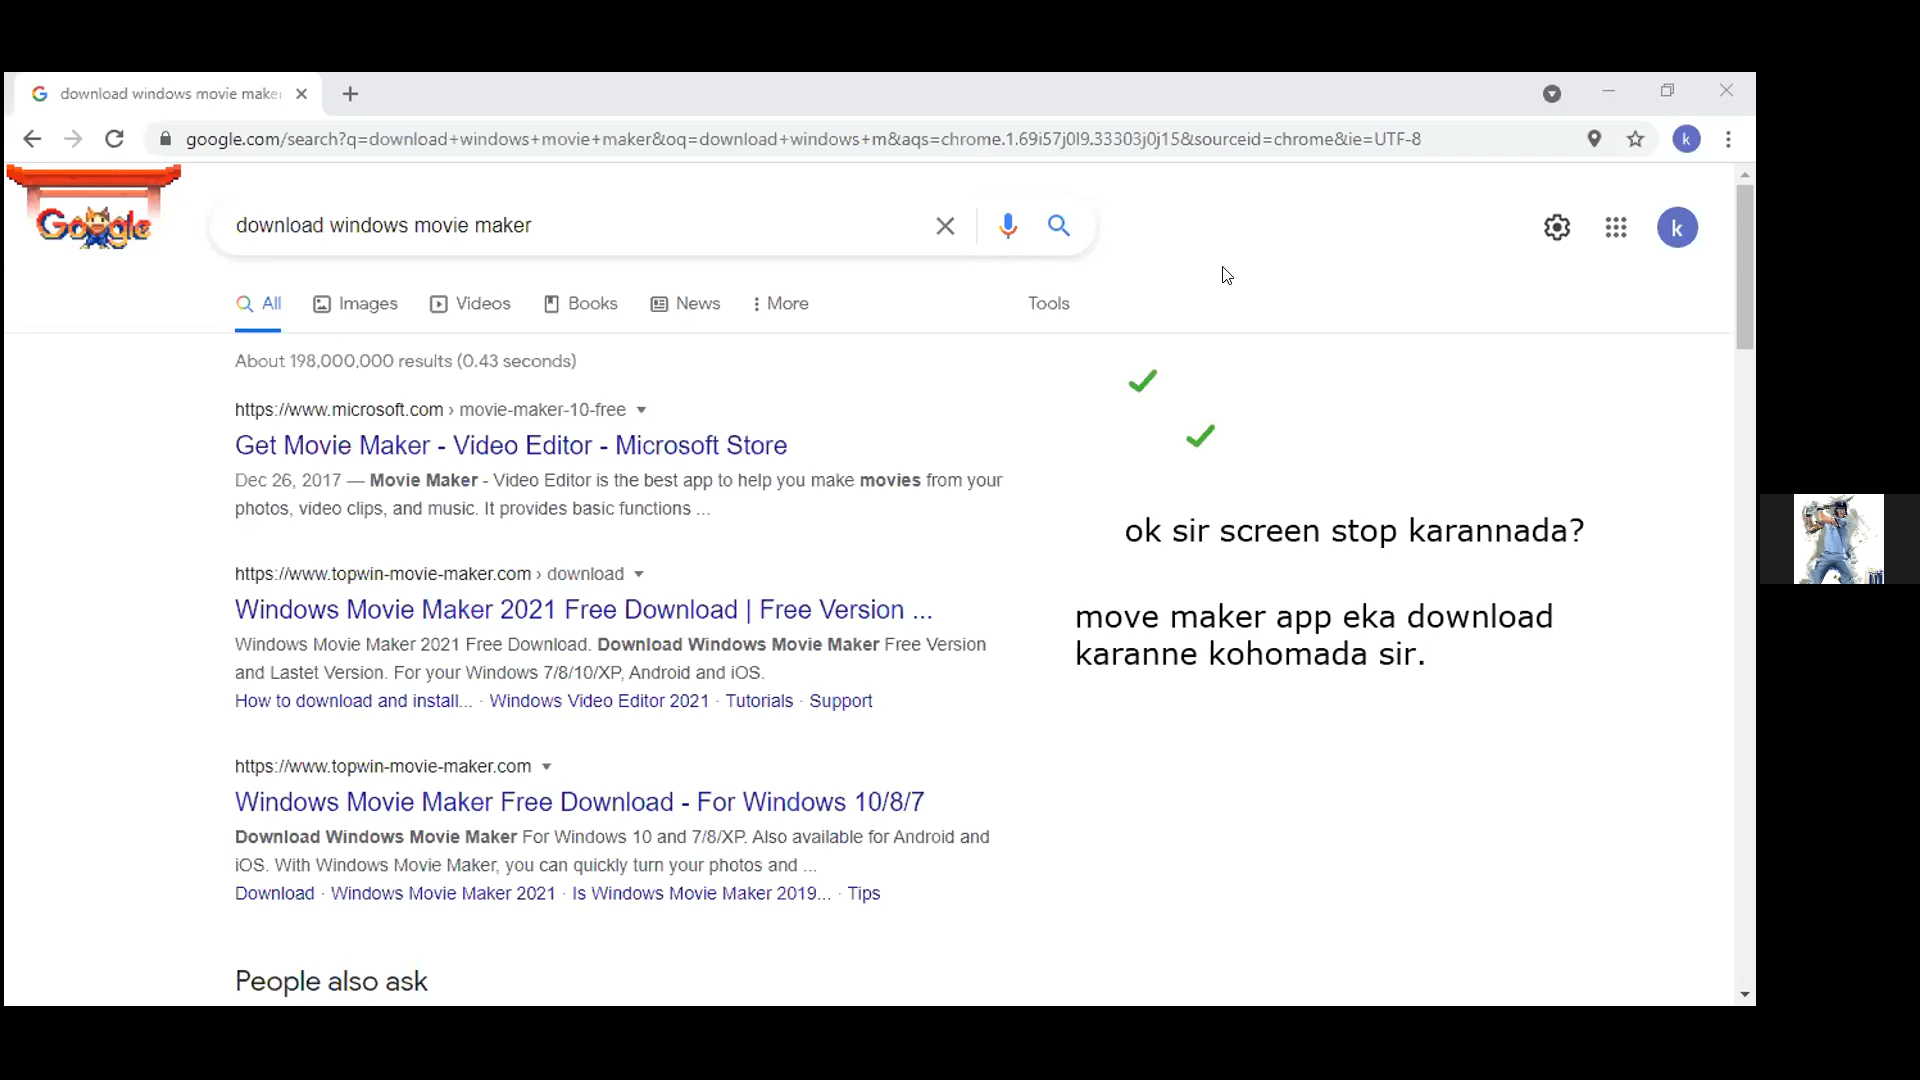 download windows movie make
google.com/search?q=download+windows+movie+maker&oq=download+windows+m&aqs=chrome.1.69i57j0l9.33303j0j15&sourceid=chrome&ie=UTF-8
k
Google
download windows movie maker
k
All Images Videos Books News More Tools
About 198,000,000 results (0.43 seconds)
https://www.microsoft.com › movie-maker-10-free
Get Movie Maker - Video Editor - Microsoft Store
Dec 26, 2017 — Movie Maker - Video Editor is the best app to help you make movies from your
photos, video clips, and music. It provides basic functions ...
ok sir screen stop karannada?
https://www.topwin-movie-maker.com › download
Windows Movie Maker 2021 Free Download | Free Version ...
Windows Movie Maker 2021 Free Download. Download Windows Movie Maker Free Version
and Lastet Version. For your Windows 7/8/10/XP, Android and iOS.
How to download and install... · Windows Video Editor 2021 · Tutorials · Support
move maker app eka download
karanne kohomada sir.
https://www.topwin-movie-maker.com
Windows Movie Maker Free Download - For Windows 10/8/7
Download Windows Movie Maker For Windows 10 and 7/8/XP. Also available for Android and
iOS. With Windows Movie Maker, you can quickly turn your photos and ...
Download · Windows Movie Maker 2021 · Is Windows Movie Maker 2019... · Tips
People also ask